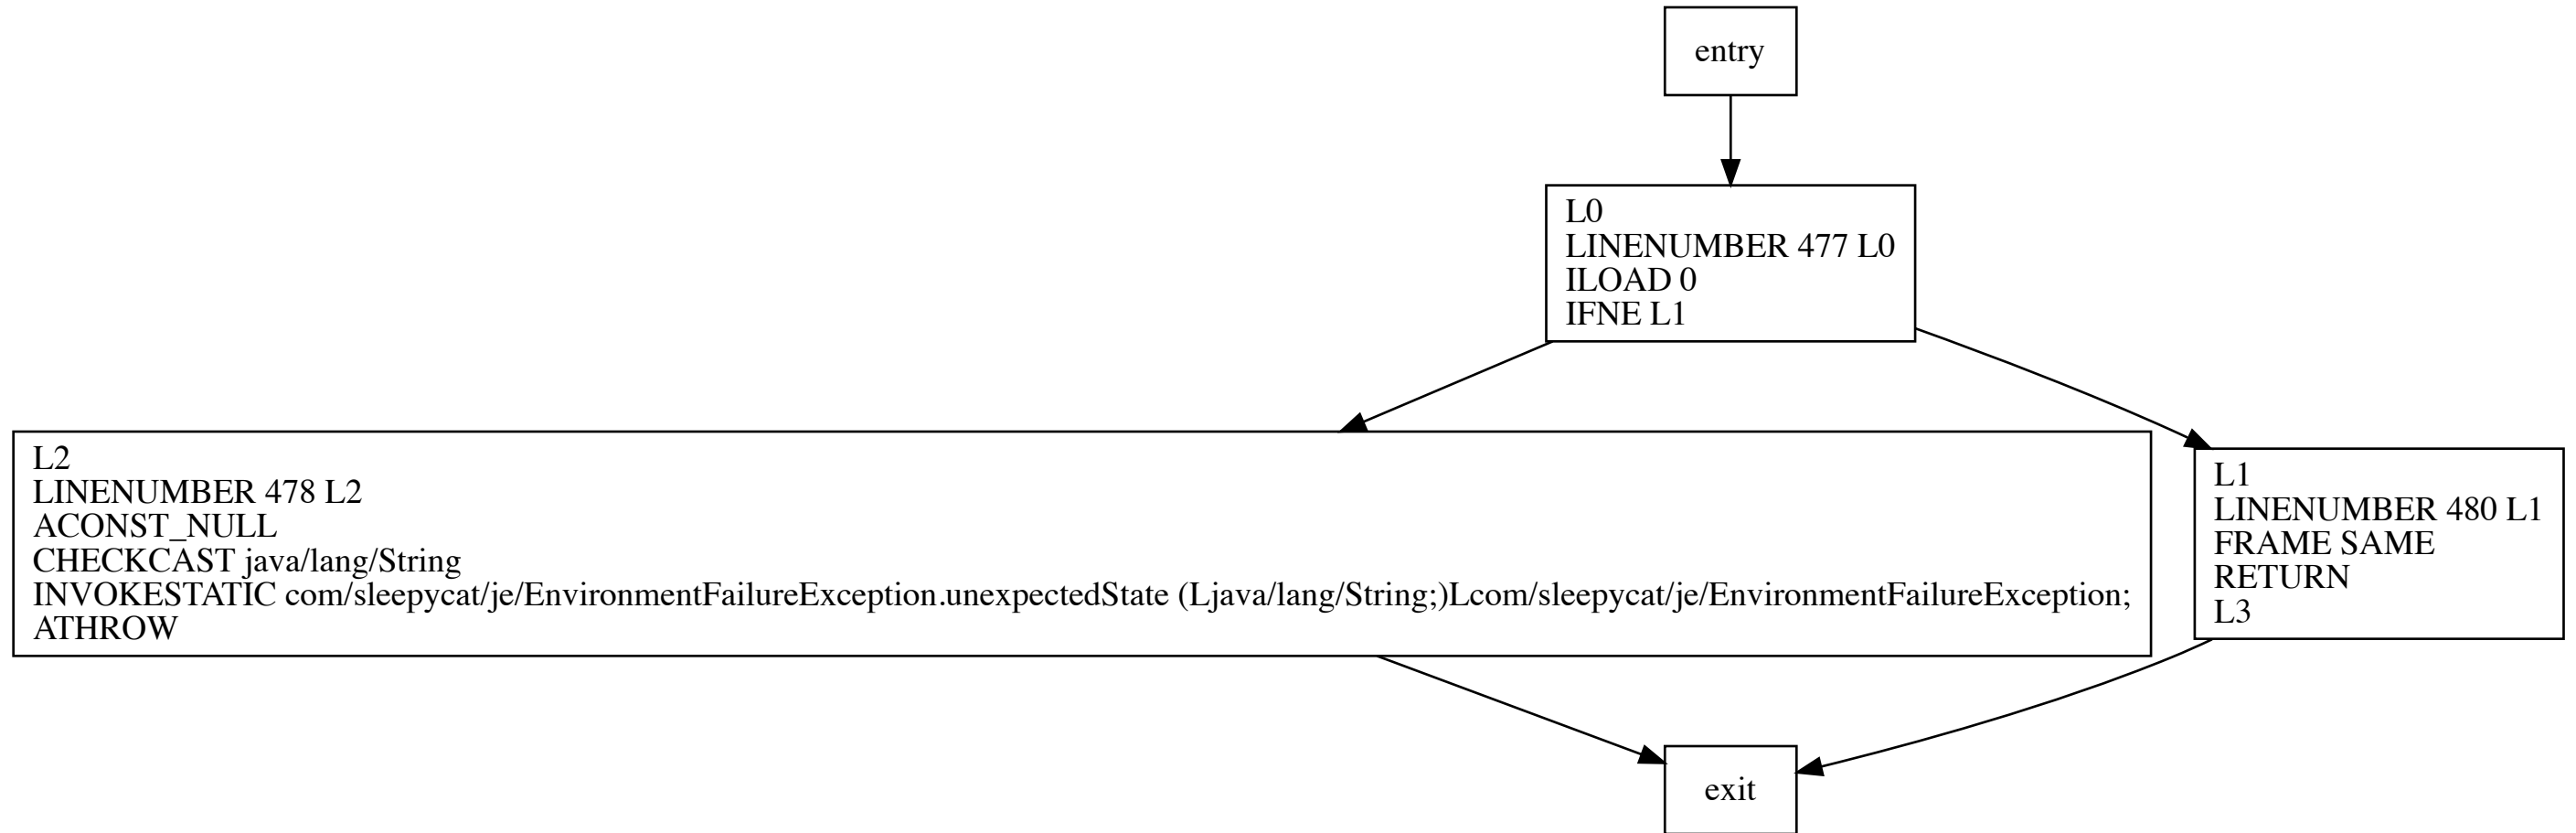 entry
L0
LINENUMBER 477 L0
ILOAD 0
IFNE L1
L2
LINENUMBER 478 L2
ACONST_NULL
CHECKCAST java/lang/String
INVOKESTATIC com/sleepycat/je/EnvironmentFailureException.unexpectedState (Ljava/lang/String;)Lcom/sleepycat/je/EnvironmentFailureException;
ATHROW
L1
LINENUMBER 480 L1
FRAME SAME
RETURN
L3
exit